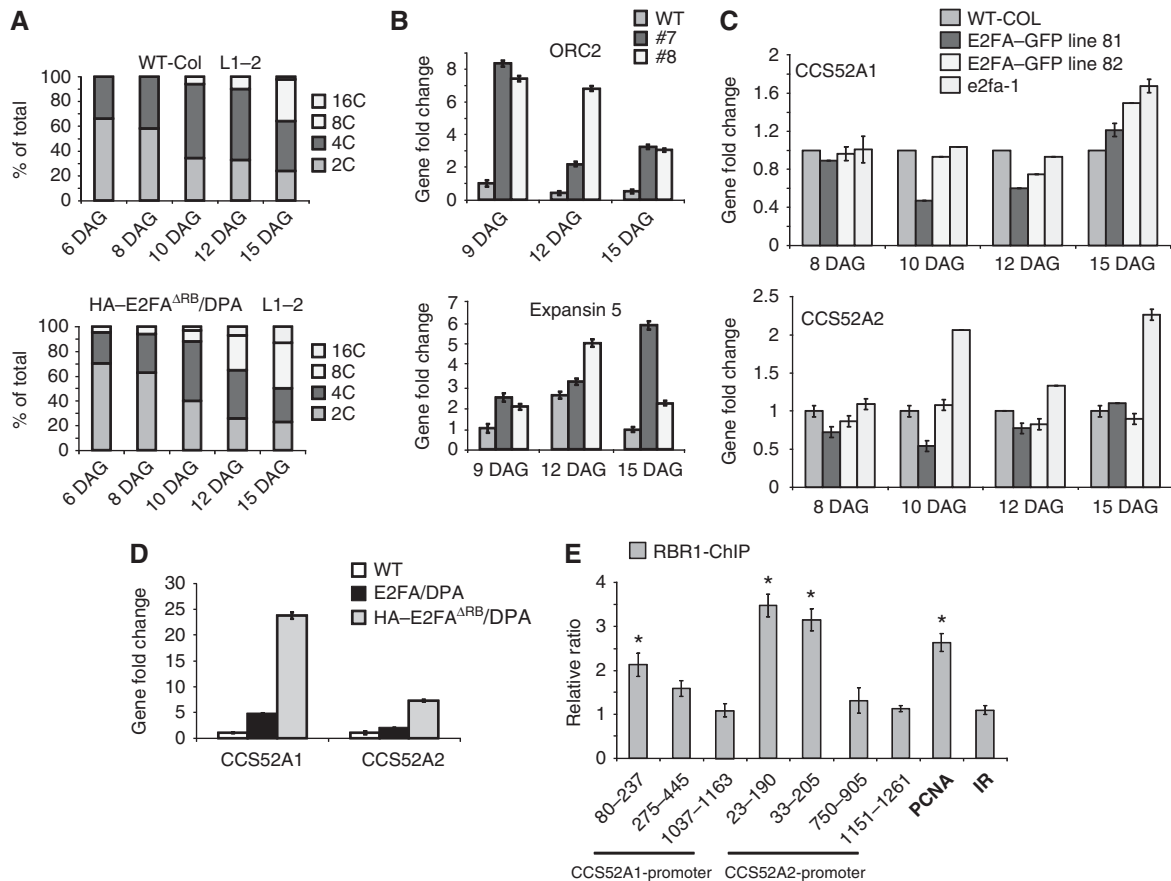 A
WT-Col L1–2
100
80
60
40
20
0
% of total
16C
8C
4C
2C
6 DAG
8 DAG
10 DAG
12 DAG
15 DAG
HA–E2FAΔRB/DPA L1–2
100
80
60
40
20
0
% of total
16C
8C
4C
2C
6 DAG
8 DAG
10 DAG
12 DAG
15 DAG
B
WT
#7
#8
ORC2
10
8
6
4
2
0
Gene fold change
9 DAG
12 DAG
15 DAG
Expansin 5
7
6
5
4
3
2
1
0
Gene fold change
9 DAG 12 DAG 15 DAG
C
WT-COL
E2FA–GFP line 81
E2FA–GFP line 82
e2fa-1
CCS52A1
2
1.6
1.2
0.8
0.4
0
Gene fold change
8 DAG 10 DAG 12 DAG 15 DAG
CCS52A2
2.5
2
1.5
1
0.5
0
Gene fold change
8 DAG 10 DAG 12 DAG 15 DAG
D
WT
E2FA/DPA
HA–E2FAΔRB/DPA
30
25
20
15
10
5
0
Gene fold change
CCS52A1 CCS52A2
E
RBR1-ChIP
4
3
2
1
0
Relative ratio
* * * *
80–237
275–445
1037–1163
23–190
33–205
750–905
1151–1261
PCNA
IR
CCS52A1-promoter CCS52A2-promoter